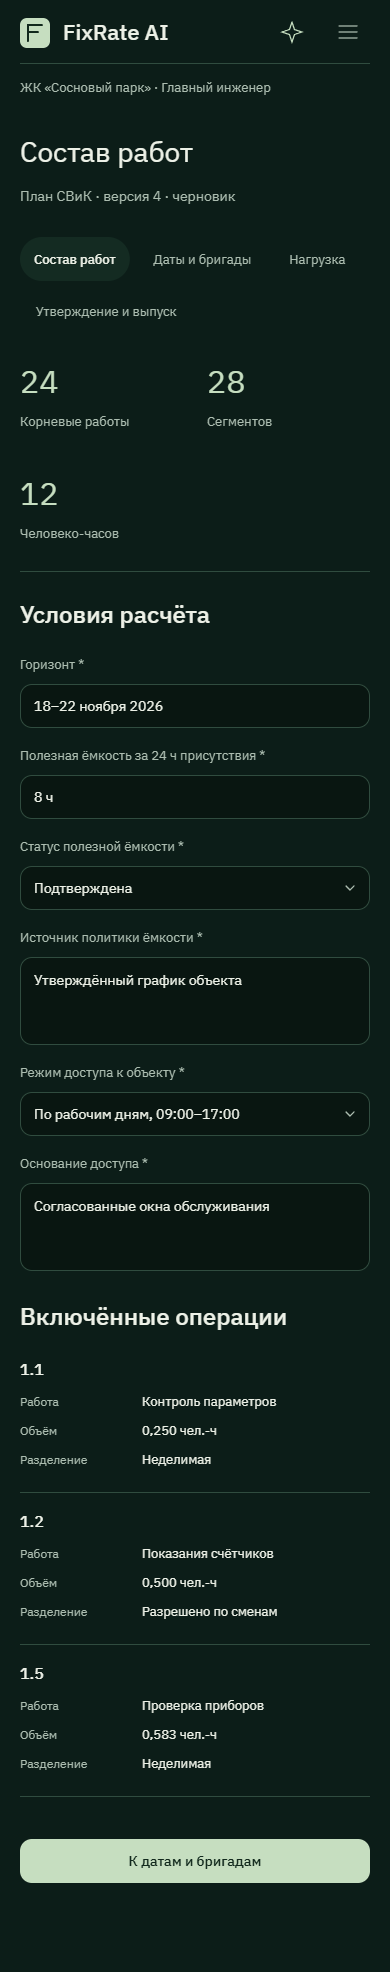 FixRate AI
ЖК «Сосновый парк» · Главный инженер
Состав работ
План СВиК · версия 4 · черновик
Состав работ
Даты и бригады
Нагрузка
Утверждение и выпуск
24
28
Корневые работы
Сегментов
12
Человеко-часов
Условия расчёта
Горизонт *
18–22 ноября 2026
Полезная ёмкость за 24 ч присутствия *
8 ч
Статус полезной ёмкости *
Подтверждена
Источник политики ёмкости *
Утверждённый график объекта
Режим доступа к объекту *
По рабочим дням, 09:00–17:00
Основание доступа *
Согласованные окна обслуживания
Включённые операции
1.1
Работа Контроль параметров
Объём 0,250 чел.-ч
Разделение Неделимая
1.2
Работа Показания счётчиков
Объём 0,500 чел.-ч
Разделение Разрешено по сменам
1.5
Работа Проверка приборов
Объём 0,583 чел.-ч
Разделение Неделимая
К датам и бригадам